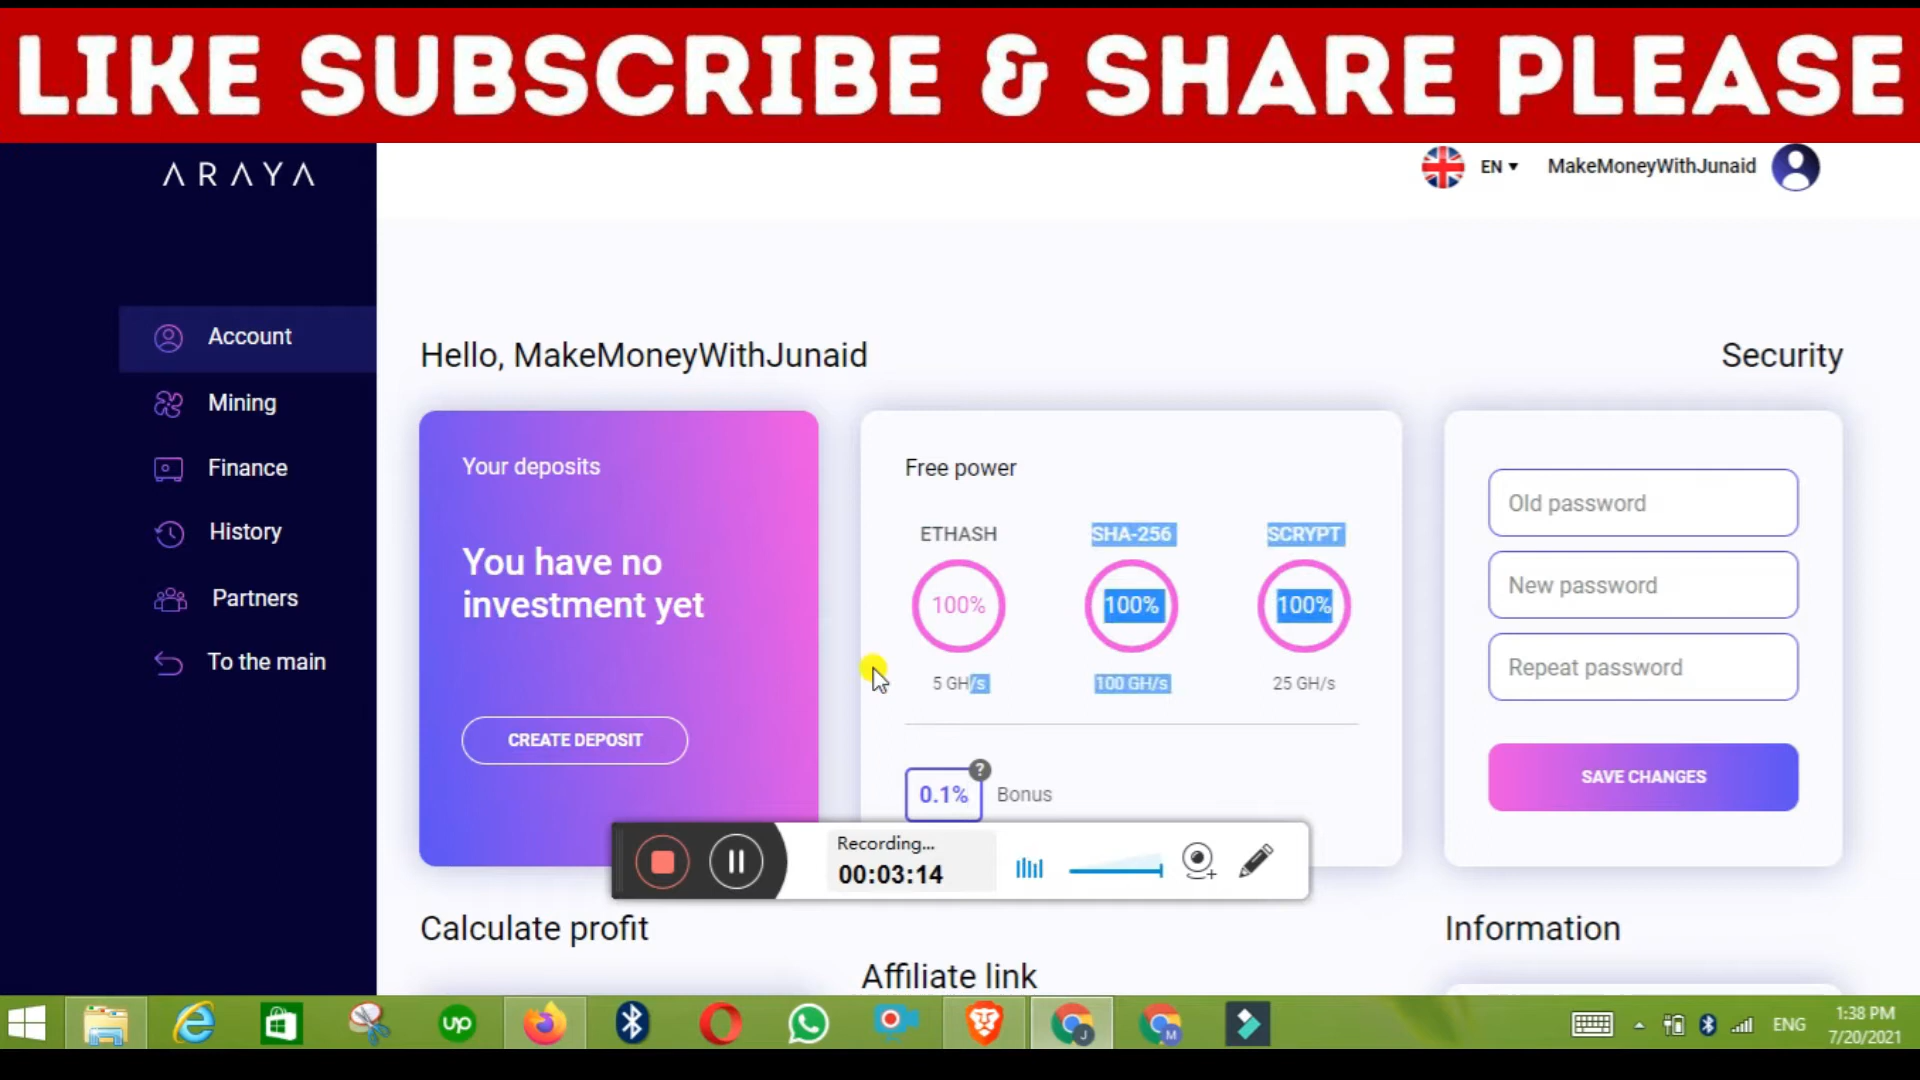 LIKE SUBSCRIBE & SHARE PLEASE
ARAYA
EN
MakeMoneyWithJunaid
Account
Mining
Finance
History
Partners
To the main
Hello, MakeMoneyWithJunaid
Security
Your deposits
You have no
investment yet
CREATE DEPOSIT
Free power
ETHASH SHA-256 SCRYPT
100% 100% 100%
5 GH/s 100 GH/s 25 GH/s
0.1% ? Bonus
Old password
New password
Repeat password
SAVE CHANGES
Recording...
00:03:14
Calculate profit
Affiliate link
Information
up
J
M
ENG
1:38 PM
7/20/2021